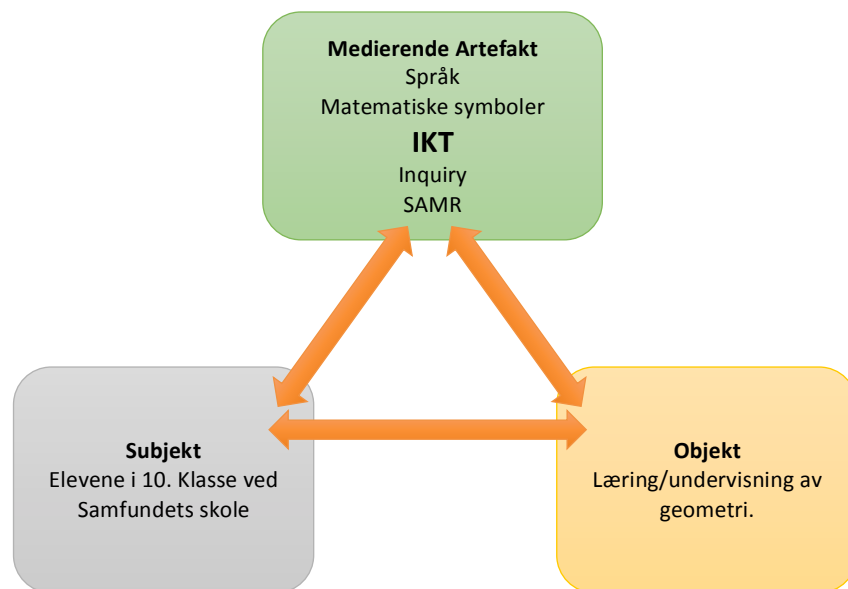 Medierende Artefakt
Språk
Matematiske symboler
IKT
Inquiry
SAMR
Subjekt
Elevene i 10. Klasse ved
Samfundets skole
Objekt
Læring/undervisning av
geometri.